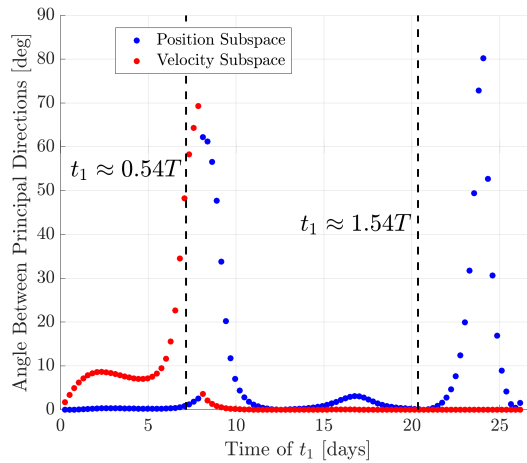 90
80
70
60
50
40
30
20
10
0
Angle Between Principal Directions [deg]
Position Subspace
Velocity Subspace
t₁ ≈ 0.54T
t₁ ≈ 1.54T
0 5 10 15 20 25
Time of t₁ [days]